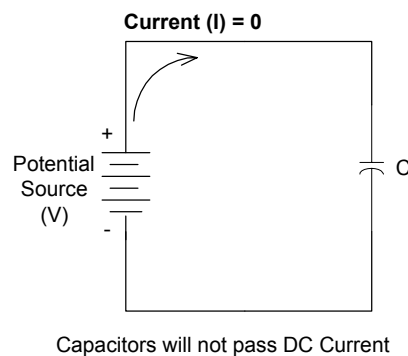 Current (I) = 0
+
Potential
Source
(V)
-
C
Capacitors will not pass DC Current